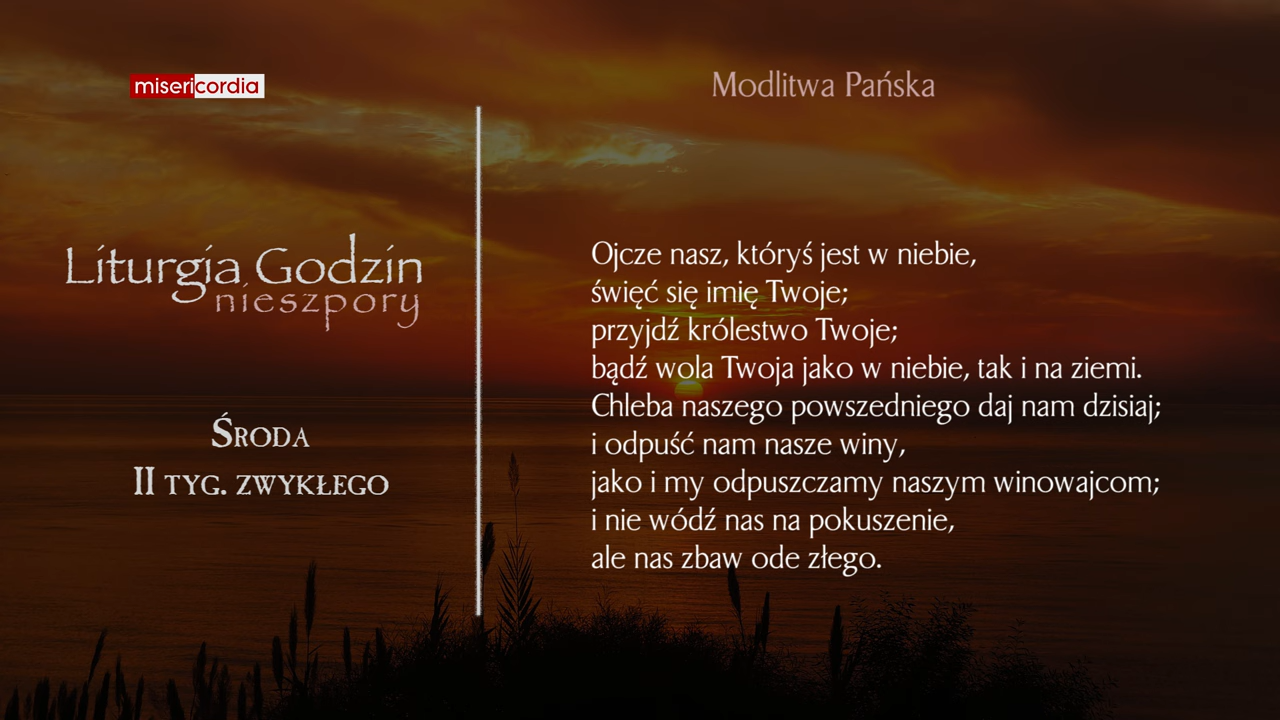 misericordia
Liturgia Godzin
nieszpory
Środa
II tyg. zwykłego
Modlitwa Pańska
Ojcze nasz, któryś jest w niebie,
święć się imię Twoje;
przyjdź królestwo Twoje;
bądź wola Twoja jako w niebie, tak i na ziemi.
Chleba naszego powszedniego daj nam dzisiaj;
i odpuść nam nasze winy,
jako i my odpuszczamy naszym winowajcom;
i nie wódź nas na pokuszenie,
ale nas zbaw ode złego.